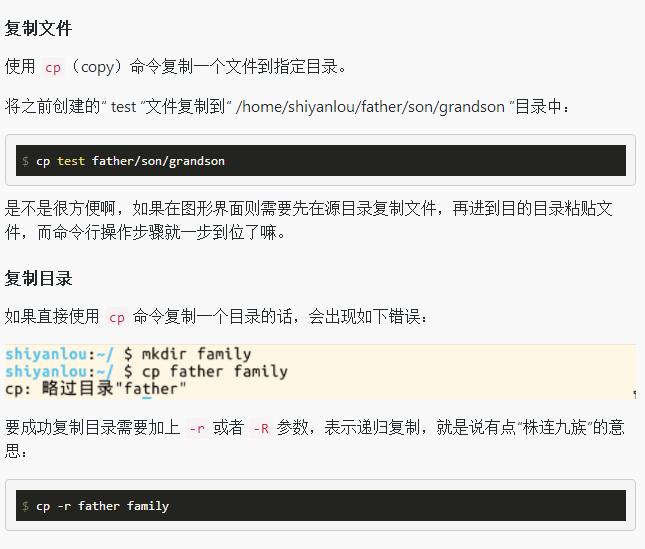 复制文件
使用 cp（copy）命令复制一个文件到指定目录。
将之前创建的“ test ”文件复制到“ /home/shiyanlou/father/son/grandson ”目录中：
$ cp test father/son/grandson
是不是很方便啊，如果在图形界面则需要先在源目录复制文件，再进到目的目录粘贴文
件，而命令行操作步骤就一步到位了嘛。
复制目录
如果直接使用 cp 命令复制一个目录的话，会出现如下错误：
shiyanlou:~/ $ mkdir family
shiyanlou:~/ $ cp father family
cp: 略过目录"father"
要成功复制目录需要加上 -r 或者 -R 参数，表示递归复制，就是说有点“株连九族”的意
思：
$ cp -r father family